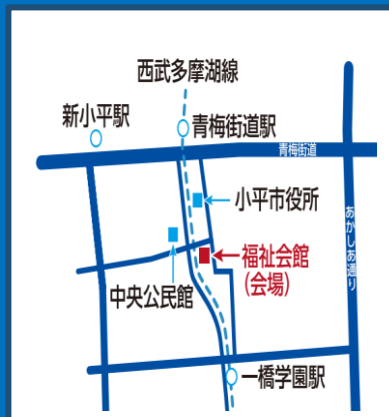 西武多摩湖線
新小平駅
青梅街道駅
青梅街道
小平市役所
あかしあ通り
福祉会館
(会場)
中央公民館
一橋学園駅